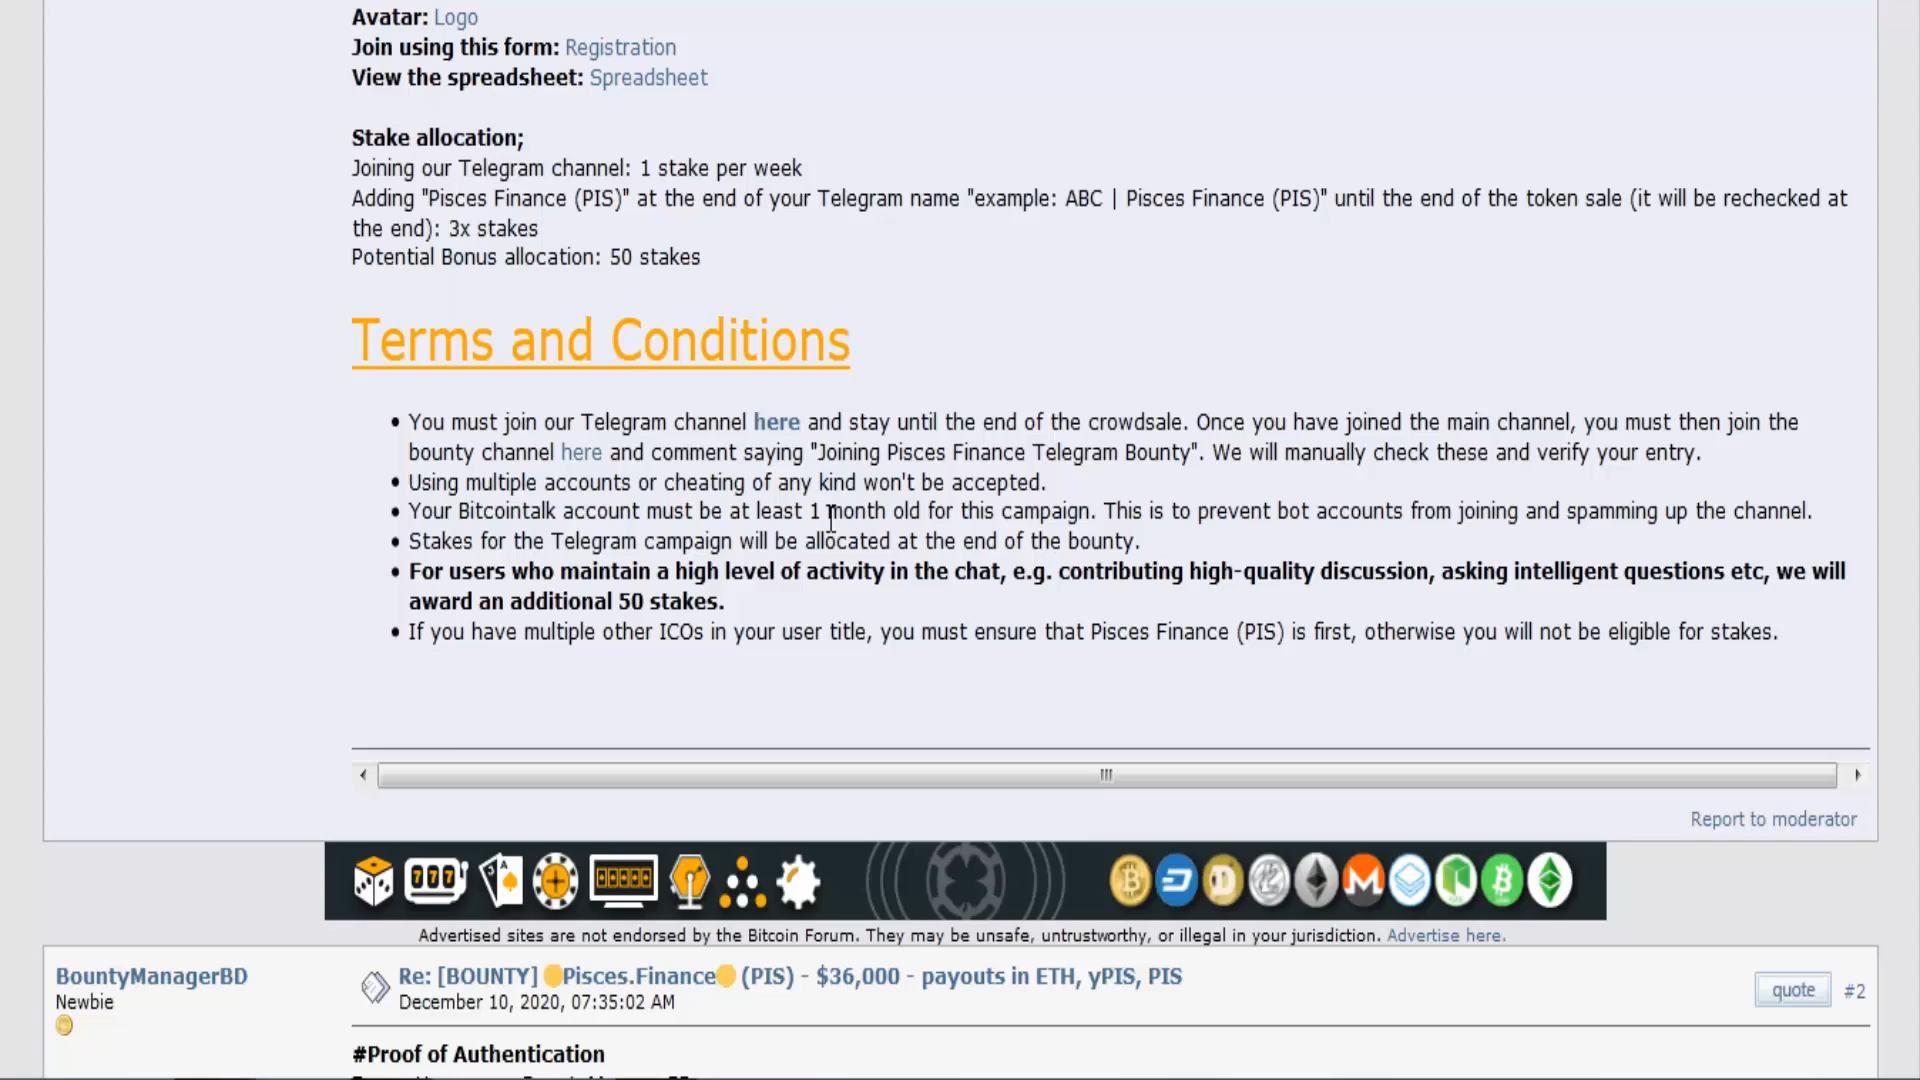 Avatar: Logo
Join using this form: Registration
View the spreadsheet: Spreadsheet
Stake allocation;
Joining our Telegram channel: 1 stake per week
Adding "Pisces Finance (PIS)" at the end of your Telegram name "example: ABC | Pisces Finance (PIS)" until the end of the token sale (it will be rechecked at
the end): 3x stakes
Potential Bonus allocation: 50 stakes
Terms and Conditions
• You must join our Telegram channel here and stay until the end of the crowdsale. Once you have joined the main channel, you must then join the
bounty channel here and comment saying "Joining Pisces Finance Telegram Bounty". We will manually check these and verify your entry.
• Using multiple accounts or cheating of any kind won't be accepted.
• Your Bitcointalk account must be at least 1 month old for this campaign. This is to prevent bot accounts from joining and spamming up the channel.
• Stakes for the Telegram campaign will be allocated at the end of the bounty.
• For users who maintain a high level of activity in the chat, e.g. contributing high-quality discussion, asking intelligent questions etc, we will
award an additional 50 stakes.
• If you have multiple other ICOs in your user title, you must ensure that Pisces Finance (PIS) is first, otherwise you will not be eligible for stakes.
Report to moderator
777
Advertised sites are not endorsed by the Bitcoin Forum. They may be unsafe, untrustworthy, or illegal in your jurisdiction. Advertise here.
BountyManagerBD
Newbie
Re: [BOUNTY] Pisces.Finance (PIS) - $36,000 - payouts in ETH, yPIS, PIS
December 10, 2020, 07:35:02 AM
quote #2
#Proof of Authentication